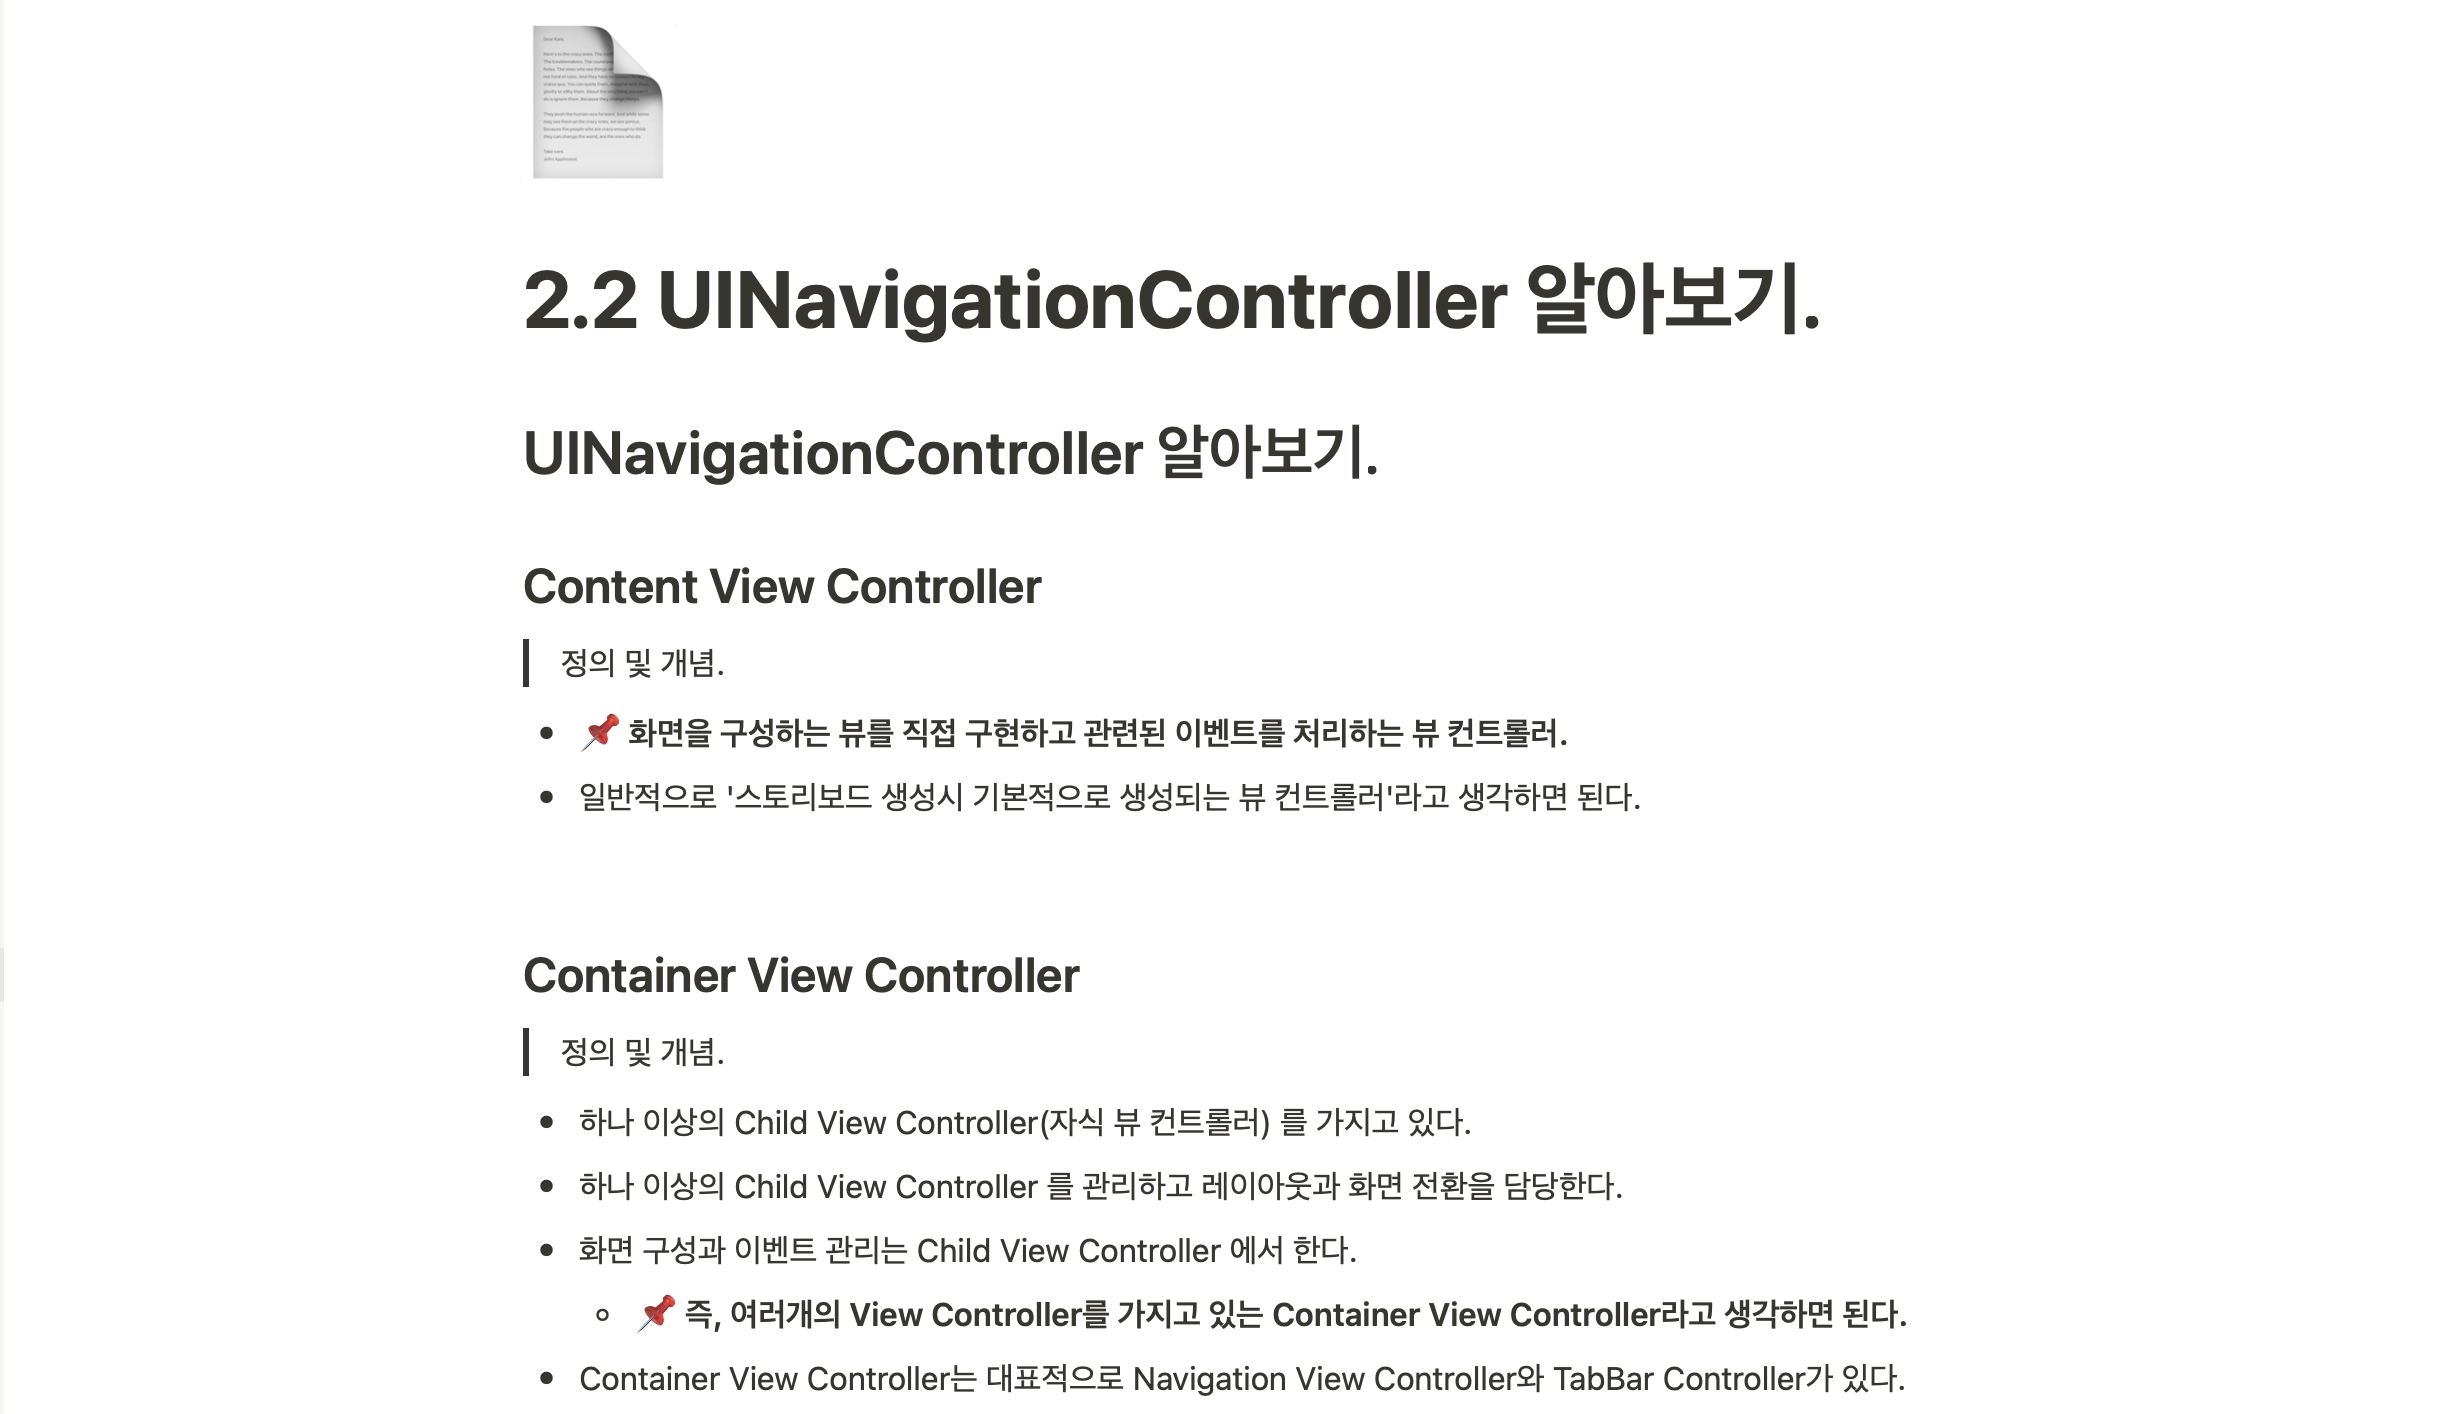 2.2 UINavigationController 알아보기.
UINavigationController 알아보기.
Content View Controller
정의 및 개념.
📌 화면을 구성하는 뷰를 직접 구현하고 관련된 이벤트를 처리하는 뷰 컨트롤러.
일반적으로 '스토리보드 생성시 기본적으로 생성되는 뷰 컨트롤러'라고 생각하면 된다.
Container View Controller
정의 및 개념.
하나 이상의 Child View Controller(자식 뷰 컨트롤러) 를 가지고 있다.
하나 이상의 Child View Controller 를 관리하고 레이아웃과 화면 전환을 담당한다.
화면 구성과 이벤트 관리는 Child View Controller 에서 한다.
📌 즉, 여러개의 View Controller를 가지고 있는 Container View Controller라고 생각하면 된다.
Container View Controller는 대표적으로 Navigation View Controller와 TabBar Controller가 있다.